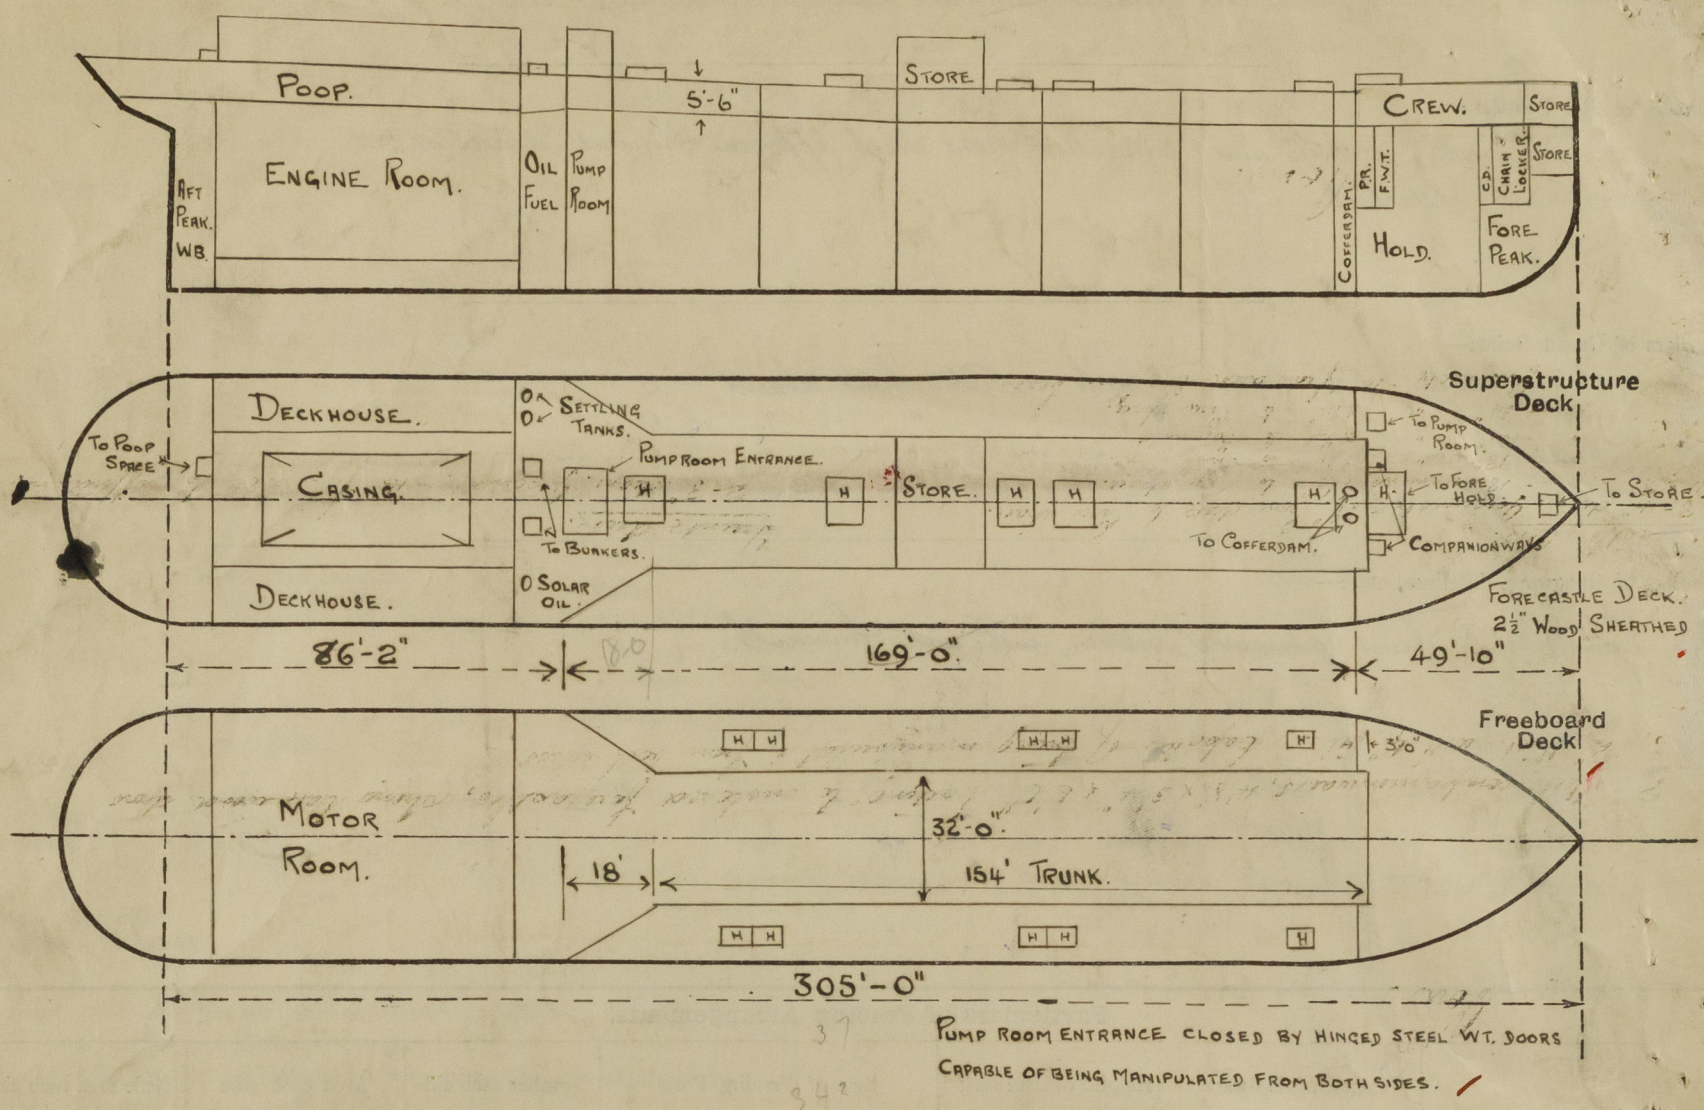 STORE
POOP.
5'-6"
CREW.
STORE
ENGINE ROOM.
OIL
FUEL
PUMP
ROOM
AFT
PEAK.
WB.
COFFERDAM.
P.R.
F.W.T.
HOLD.
C.D.
CHAIN
LOCKER.
STORE
FORE
PEAK.
Superstructure
Deck
DECKHOUSE.
SETTLING
TANKS.
TO POOP
SPACE
PUMPROOM ENTRANCE.
TO PUMP
ROOM.
CASING.
H
H
STORE.
H
H
H
H.
TO FORE
HOLD.
TO STORE.
TO BUNKERS.
TO COFFERDAM.
COMPANIONWAYS
DECKHOUSE.
SOLAR
OIL.
FORECASTLE DECK.
2½" WOOD SHEATHED
86'-2"
18-0
169'-0".
49'-10"
Freeboard
Deck
H H
H H
H
3'0"
MOTOR
ROOM.
32'-0".
18'
154' TRUNK.
H H
H H
H
305'-0"
PUMP ROOM ENTRANCE CLOSED BY HINGED STEEL WT. DOORS
CAPABLE OF BEING MANIPULATED FROM BOTH SIDES.
37
342